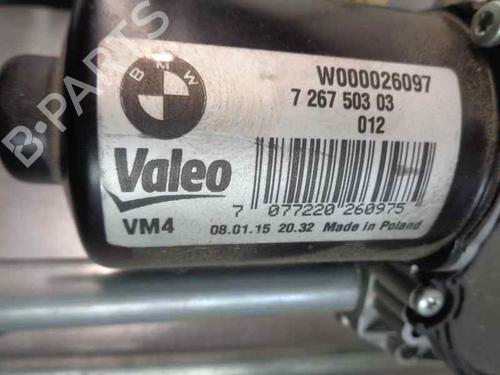 BMW
W000026097
7 267 503 03
012
Valeo
7 077220 260975
VM4
08.01.15 20.32 Made in Poland
B-PARTS